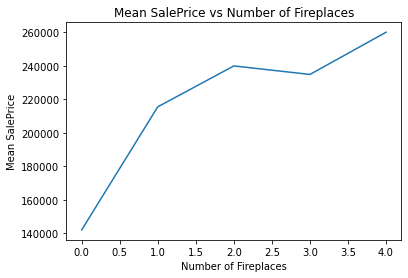 Mean SalePrice vs Number of Fireplaces
260000
240000
220000
200000
180000
160000
140000
Mean SalePrice
0.0 0.5 1.0 1.5 2.0 2.5 3.0 3.5 4.0
Number of Fireplaces